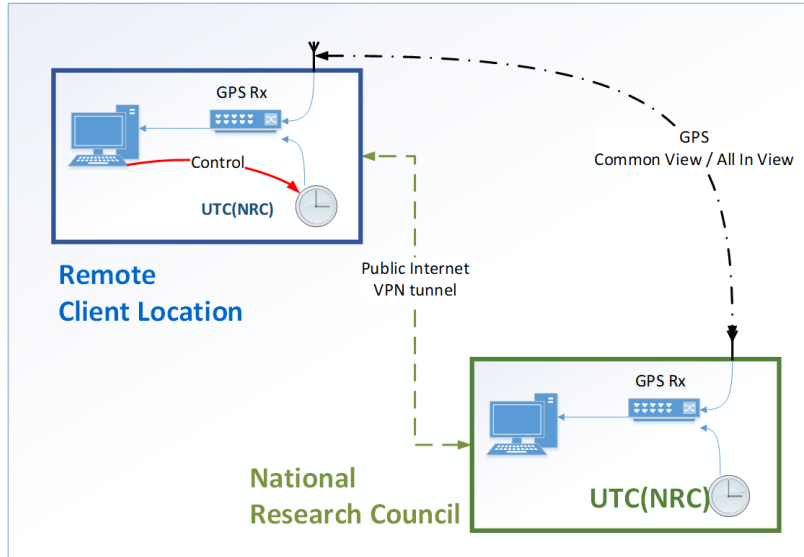 GPS Rx
Control
UTC(NRC)
Remote
Client Location
GPS
Common View / All In View
Public Internet
VPN tunnel
GPS Rx
National
Research Council
UTC(NRC)